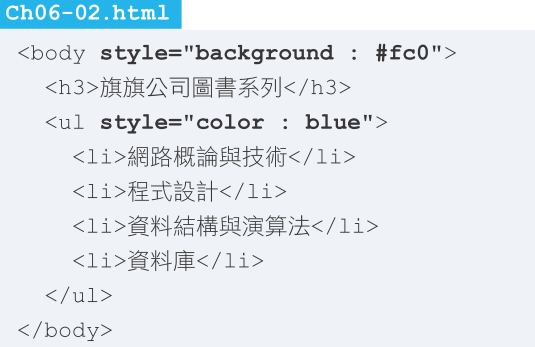 Ch06-02.html
<body style="background : #fc0">
<h3>旗旗公司圖書系列</h3>
<ul style="color : blue">
<li>網路概論與技術</li>
<li>程式設計</li>
<li>資料結構與演算法</li>
<li>資料庫</li>
</ul>
</body>